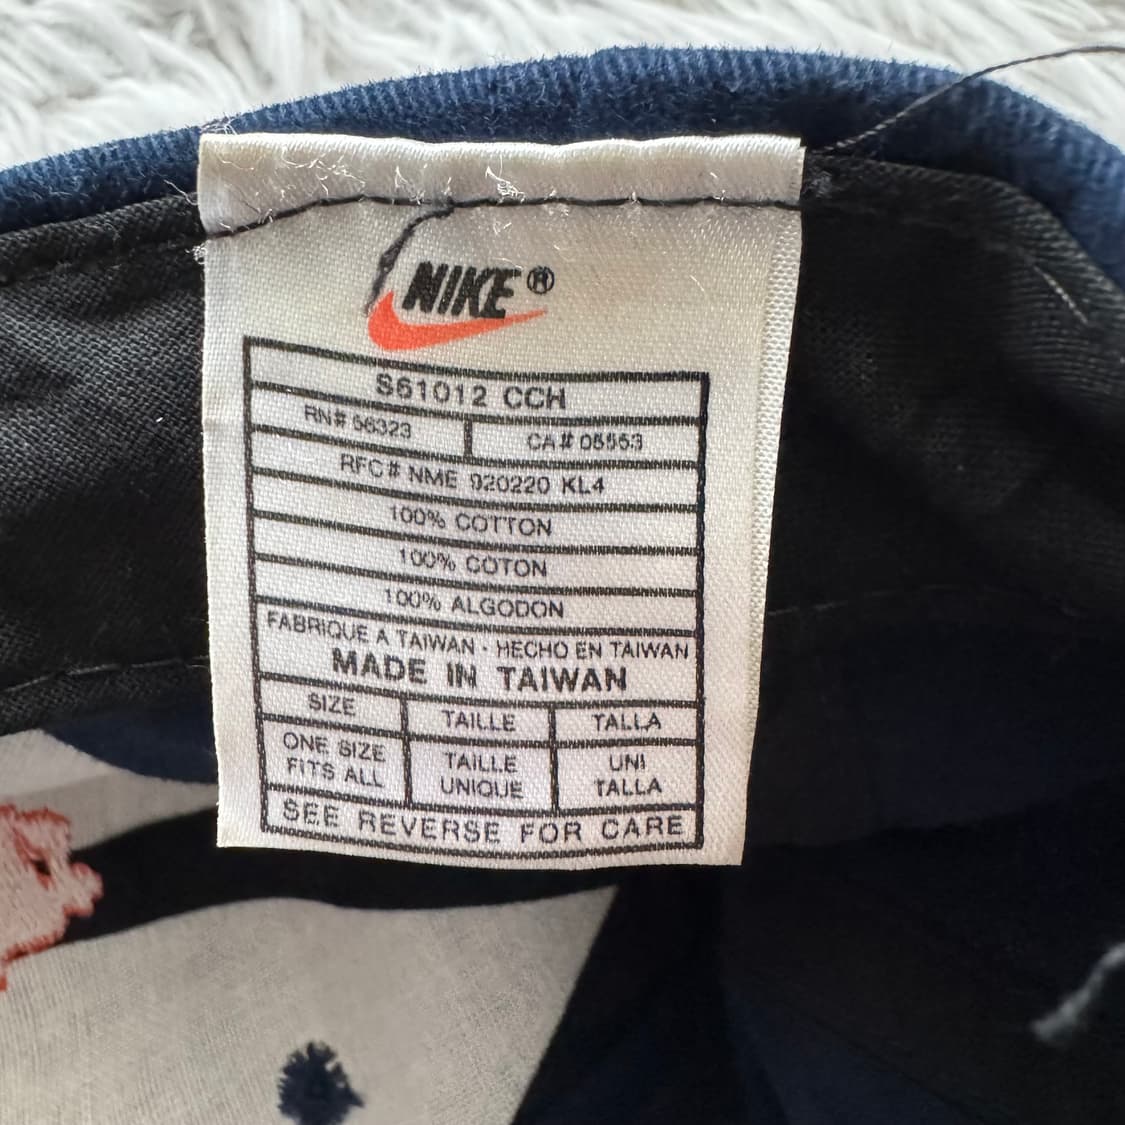 NIKE®
S61012 CCH
RN# 56323
CA# 05553
RFC# NME 920220 KL4
100% COTTON
100% COTON
100% ALGODON
FABRIQUE A TAIWAN - HECHO EN TAIWAN
MADE IN TAIWAN
SIZE TAILLE TALLA
ONE SIZE FITS ALL
TAILLE UNIQUE
UNI TALLA
SEE REVERSE FOR CARE